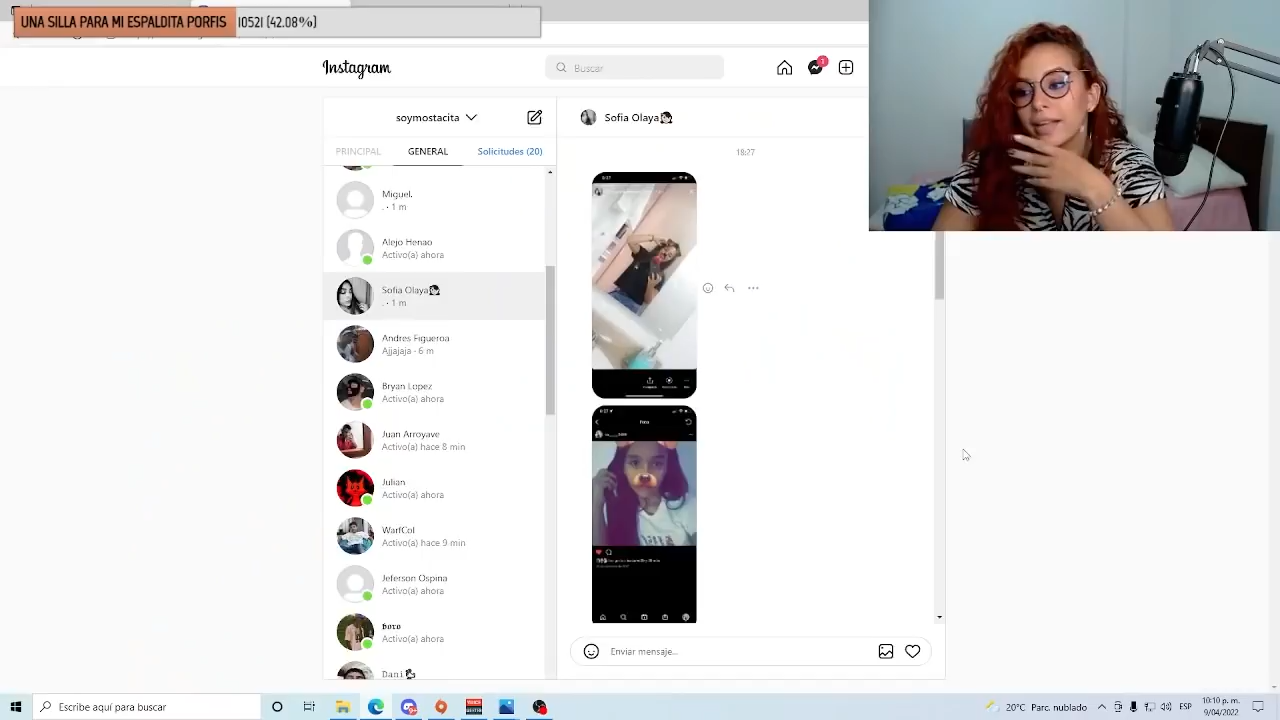 UNA SILLA PARA MI ESPALDITA PORFIS
10521 (42.08%)
Instagram
Buscar
1
soymostacita
Sofia Olaya
PRINCIPAL
GENERAL
Solicitudes (20)
18:27
Miguel
. · 1 m
Alejo Henao
Activo(a) ahora
Sofia Olaya
. · 1 m
Andres Figueroa
Ajjajaja · 6 m
Bryan Lopez
Activo(a) ahora
Juan Arroyave
Activo(a) hace 8 min
Julian
Activo(a) ahora
WarfCol
Activo(a) hace 9 min
Jeferson Ospina
Activo(a) ahora
Activo(a) ahora
Dani
Foto
Enviar mensaje...
Escribe aquí para buscar
20°C Parc. nublado
ESP
10:10 p. m.